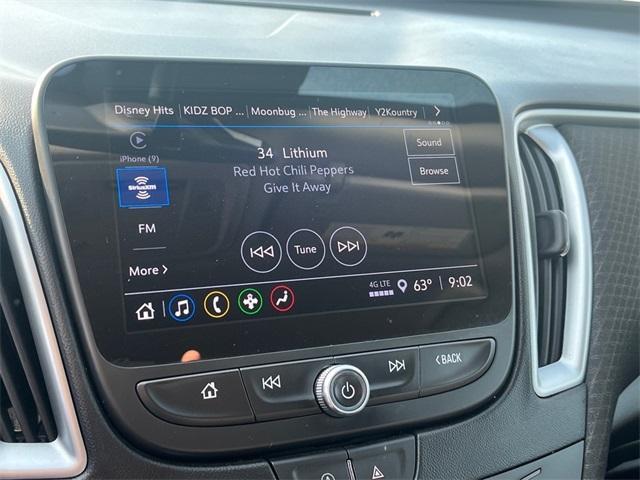 Disney Hits KIDZ BOP ... Moonbug ... The Highway Y2Kountry
iPhone (9)
34 Lithium
Sound
Red Hot Chili Peppers
Browse
SiriusXM
Give It Away
FM
Tune
More
4G LTE 63° 9:02
BACK